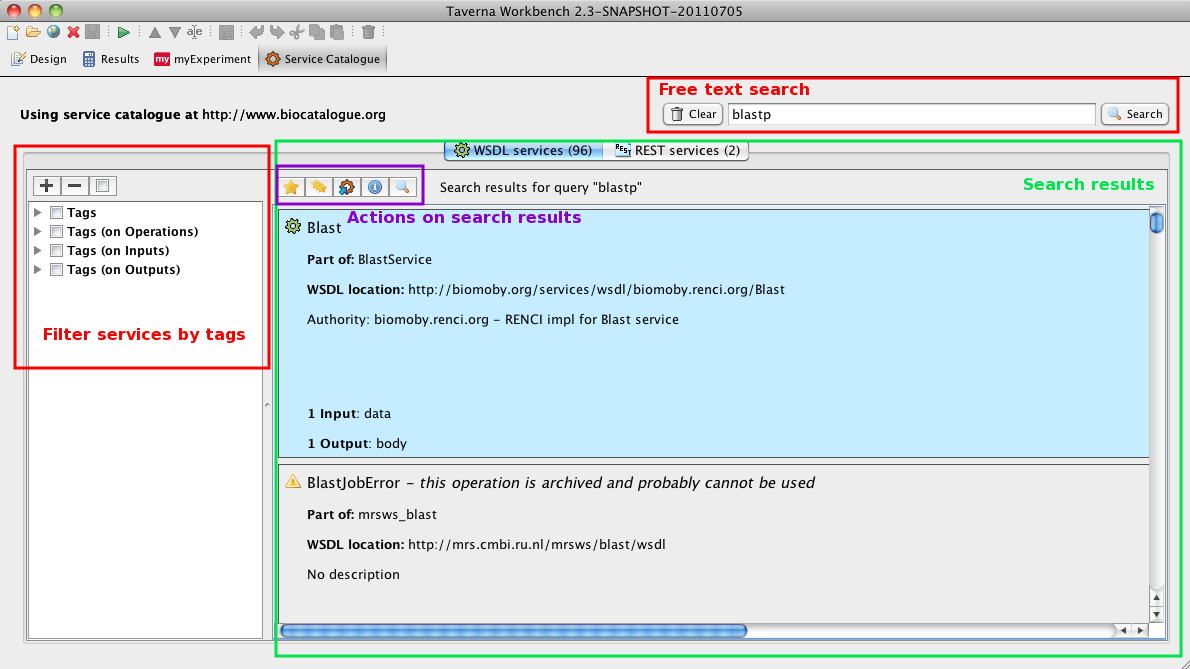 Taverna Workbench 2.3-SNAPSHOT-20110705
Design
Results
my myExperiment
Service Catalogue
Free text search
Using service catalogue at http://www.biocatalogue.org
Clear
blastp
Search
WSDL services (96)
REST services (2)
Search results for query "blastp"
Search results
Tags
Tags (on Operations)
Tags (on Inputs)
Tags (on Outputs)
Filter services by tags
Actions on search results
Blast
Part of: BlastService
WSDL location: http://biomoby.org/services/wsdl/biomoby.renci.org/Blast
Authority: biomoby.renci.org - RENCI impl for Blast service
1 Input: data
1 Output: body
BlastJobError - this operation is archived and probably cannot be used
Part of: mrsws_blast
WSDL location: http://mrs.cmbi.ru.nl/mrsws/blast/wsdl
No description